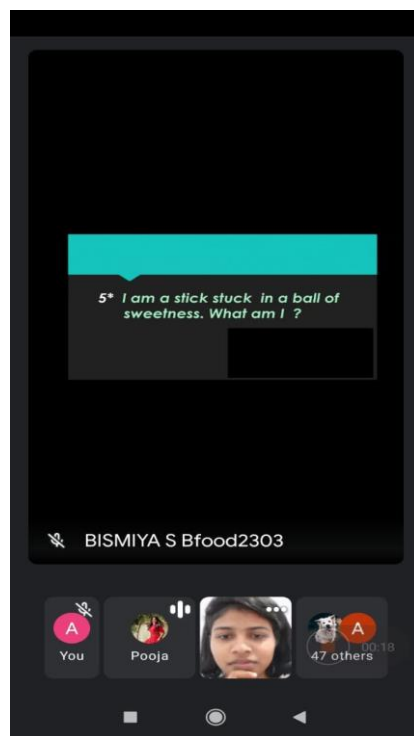 5* I am a stick stuck in a ball of
sweetness. What am I ?
BISMIYA S Bfood2303
A
A
You
Pooja
47 others
00:18